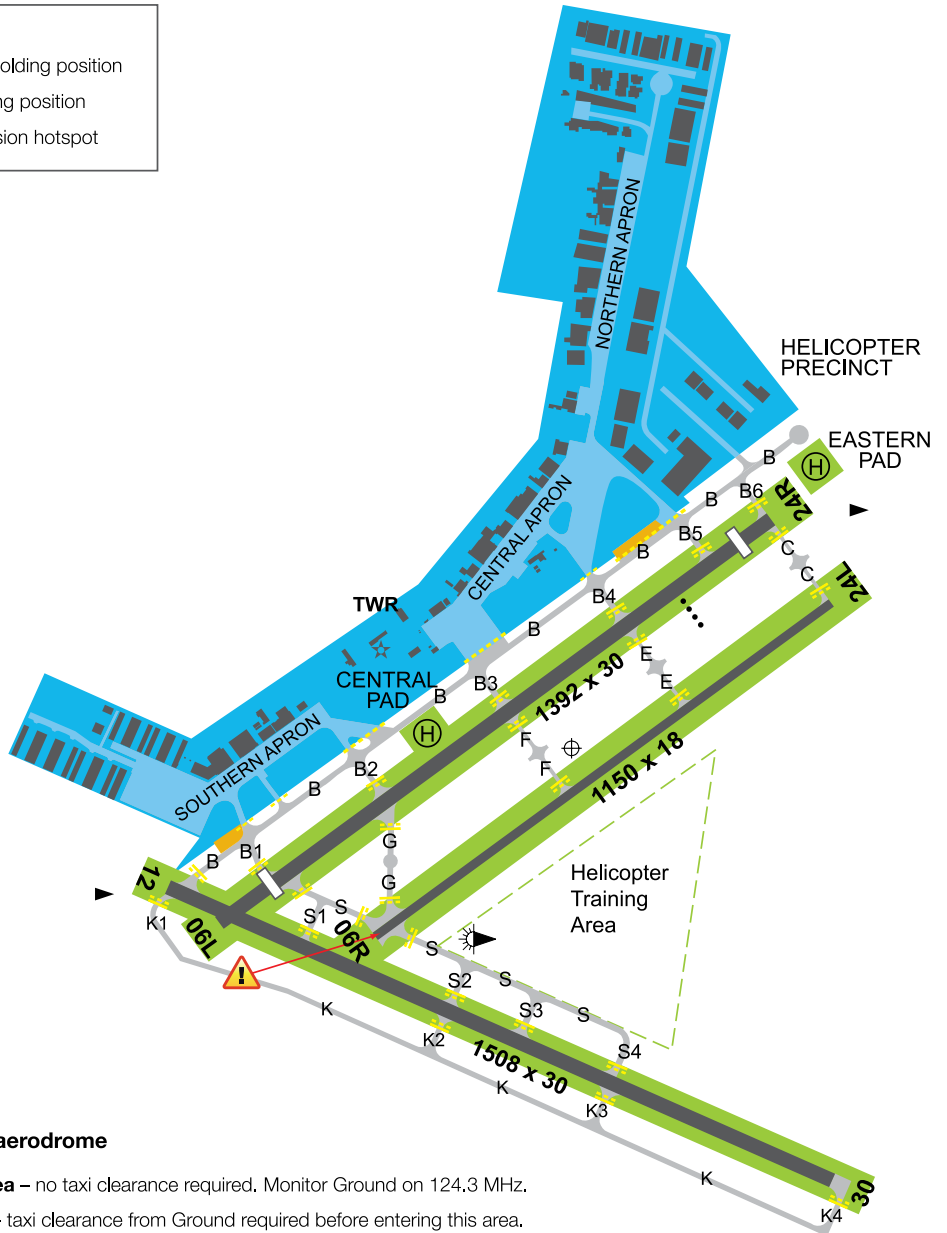 olding position
ng position
sion hotspot
NORTHERN APRON
HELICOPTER
PRECINCT
EASTERN
PAD
H
B
B6
24R
B
B5
B
C
C
24L
CENTRAL APRON
TWR
B4
B
E
E
CENTRAL
PAD
B
B3
1392 x 30
H
F
F
1150 x 18
SOUTHERN APRON
B2
B
G
B
B1
G
Helicopter
Training
Area
12
K1
06L
S1
S
06R
S
!
S2
S
S3
S
S4
K
K2
1508 x 30
K
K3
K
30
K4
aerodrome
ea – no taxi clearance required. Monitor Ground on 124.3 MHz.
- taxi clearance from Ground required before entering this area.